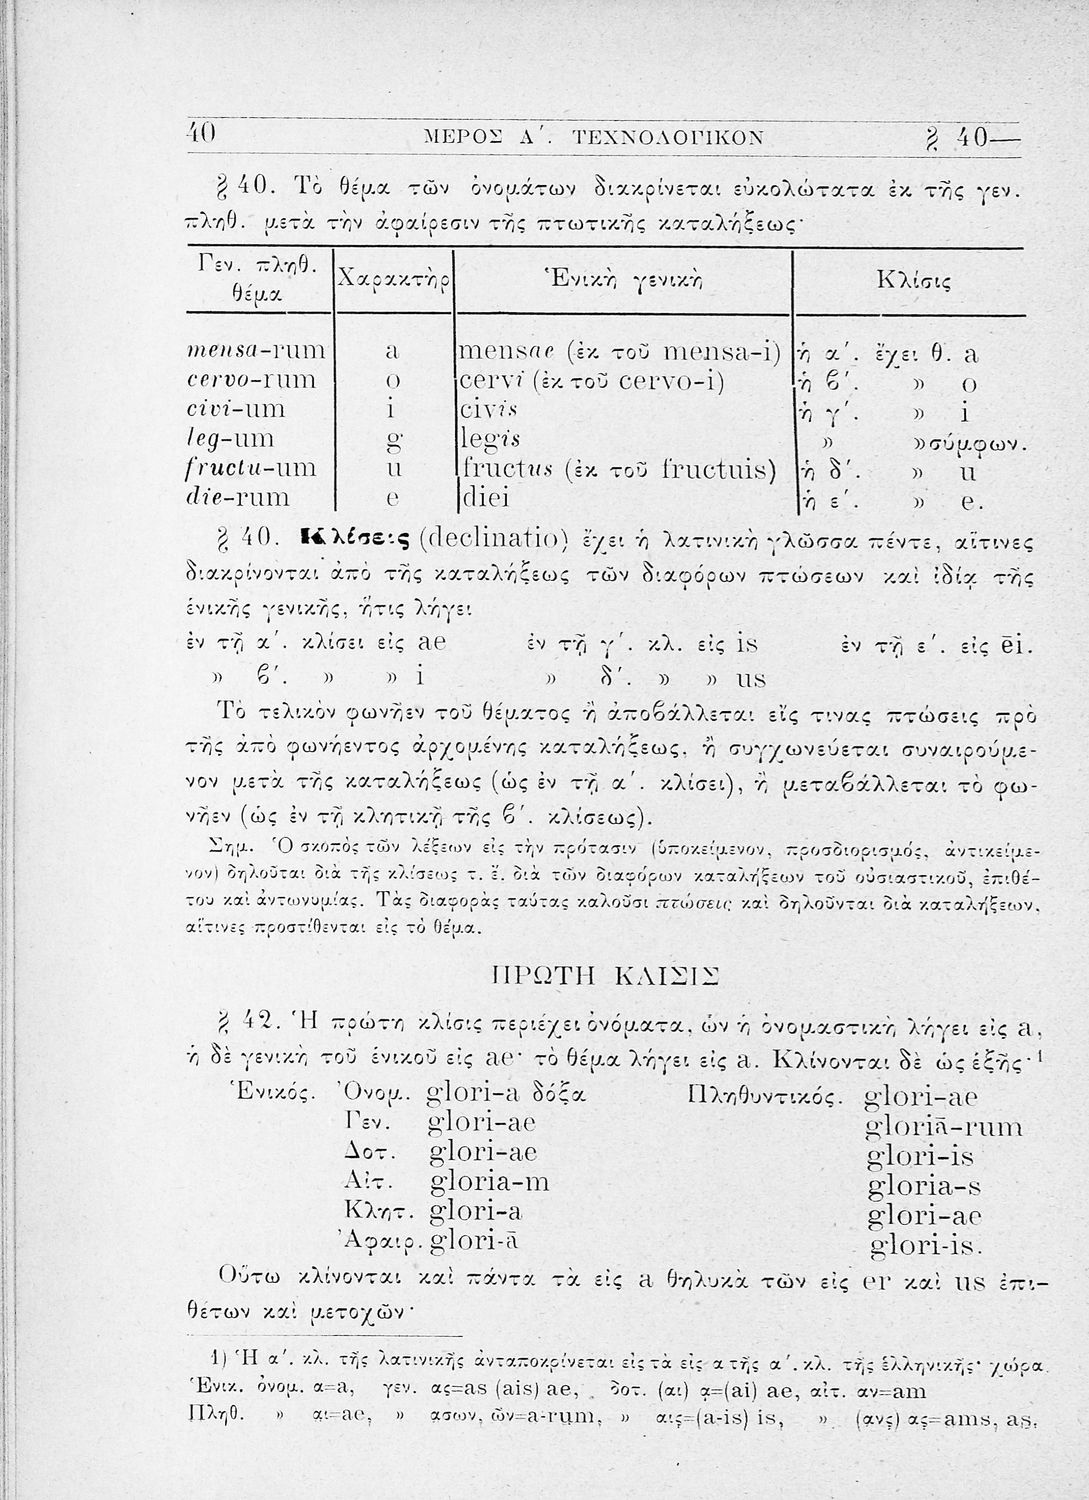 40 ΜΕΡΟΣ Α΄. ΤΕΧΝΟΛΟΓΙΚΟΝ § 40—
§ 40. Τὸ θέμα τῶν ὀνομάτων διακρίνεται εὐκολώτατα ἐκ τῆς γεν.
πληθ. μετὰ τὴν ἀφαίρεσιν τῆς πτωτικῆς καταλήξεως·
Γεν. πληθ. θέμα | Χαρακτὴρ | Ἑνικὴ γενικὴ | Κλίσις
mensa-rum a mensae (ἐκ τοῦ mensa-i) ἡ α΄. ἔχει θ. a
cervo-rum o cervi (ἐκ τοῦ cervo-i) ἡ β΄. » o
civi-um i civis ἡ γ΄. » i
leg-um g legis » » σύμφων.
fructu-um u fructus (ἐκ τοῦ fructuis) ἡ δ΄. » u
die-rum e diei ἡ ε΄. » e.
§ 40. Κλίσεις (declinatio) ἔχει ἡ λατινικὴ γλῶσσα πέντε, αἵτινες
διακρίνονται ἀπὸ τῆς καταλήξεως τῶν διαφόρων πτώσεων καὶ ἰδίᾳ τῆς
ἑνικῆς γενικῆς, ἥτις λήγει
ἐν τῇ α΄. κλίσει εἰς ae ἐν τῇ γ΄. κλ. εἰς is ἐν τῇ ε΄. εἰς ēi.
» β΄. » » i » δ΄. » » us
Τὸ τελικὸν φωνῆεν τοῦ θέματος ἢ ἀποβάλλεται εἴς τινας πτώσεις πρὸ
τῆς ἀπὸ φωνήεντος ἀρχομένης καταλήξεως, ἢ συγχωνεύεται συναιρούμε-
νον μετὰ τῆς καταλήξεως (ὡς ἐν τῇ α΄. κλίσει), ἢ μεταβάλλεται τὸ φω-
νῆεν (ὡς ἐν τῇ κλητικῇ τῆς β΄. κλίσεως).
Σημ. Ὁ σκοπὸς τῶν λέξεων εἰς τὴν πρότασιν (ὑποκείμενον, προσδιορισμός, ἀντικείμε-
νον) δηλοῦται διὰ τῆς κλίσεως τ. ἔ. διὰ τῶν διαφόρων καταλήξεων τοῦ οὐσιαστικοῦ, ἐπιθέ-
του καὶ ἀντωνυμίας. Τὰς διαφορὰς ταύτας καλοῦσι πτώσεις καὶ δηλοῦνται διὰ καταλήξεων,
αἵτινες προστίθενται εἰς τὸ θέμα.
ΠΡΩΤΗ ΚΛΙΣΙΣ
§ 42. Ἡ πρώτη κλίσις περιέχει ὀνόματα, ὧν ἡ ὀνομαστικὴ λήγει εἰς a,
ἡ δὲ γενικὴ τοῦ ἑνικοῦ εἰς ae· τὸ θέμα λήγει εἰς a. Κλίνονται δὲ ὡς ἑξῆς·¹
Ἑνικός. Ὀνομ. glori-a δόξα Πληθυντικός. glori-ae
Γεν. glori-ae gloriā-rum
Δοτ. glori-ae glori-is
Αἰτ. gloria-m gloria-s
Κλητ. glori-a glori-ae
Ἀφαιρ. glori-ā glori-is.
Οὕτω κλίνονται καὶ πάντα τὰ εἰς a θηλυκὰ τῶν εἰς er καὶ us ἐπι-
θέτων καὶ μετοχῶν·
1) Ἡ α΄. κλ. τῆς λατινικῆς ἀνταποκρίνεται εἰς τὰ εἰς α τῆς α΄. κλ. τῆς ἑλληνικῆς· χώρα.
Ἑνικ. ὀνομ. α=a, γεν. ας=as (ais) ae, δοτ. (αι) ᾳ=(ai) ae, αἰτ. αν=am
Πληθ. » αι=ae, » ασων, ῶν=a-rum, » αις=(a-is) is, » (ανς) ας=ams, as,